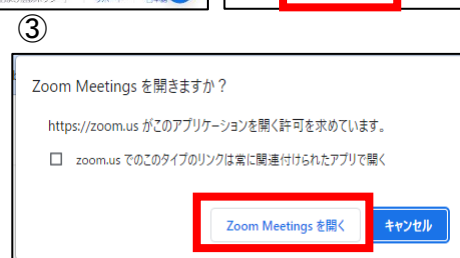 ③
Zoom Meetings を開きますか？
https://zoom.us がこのアプリケーションを開く許可を求めています。
zoom.us でのこのタイプのリンクは常に関連付けられたアプリで開く
Zoom Meetings を開く
キャンセル